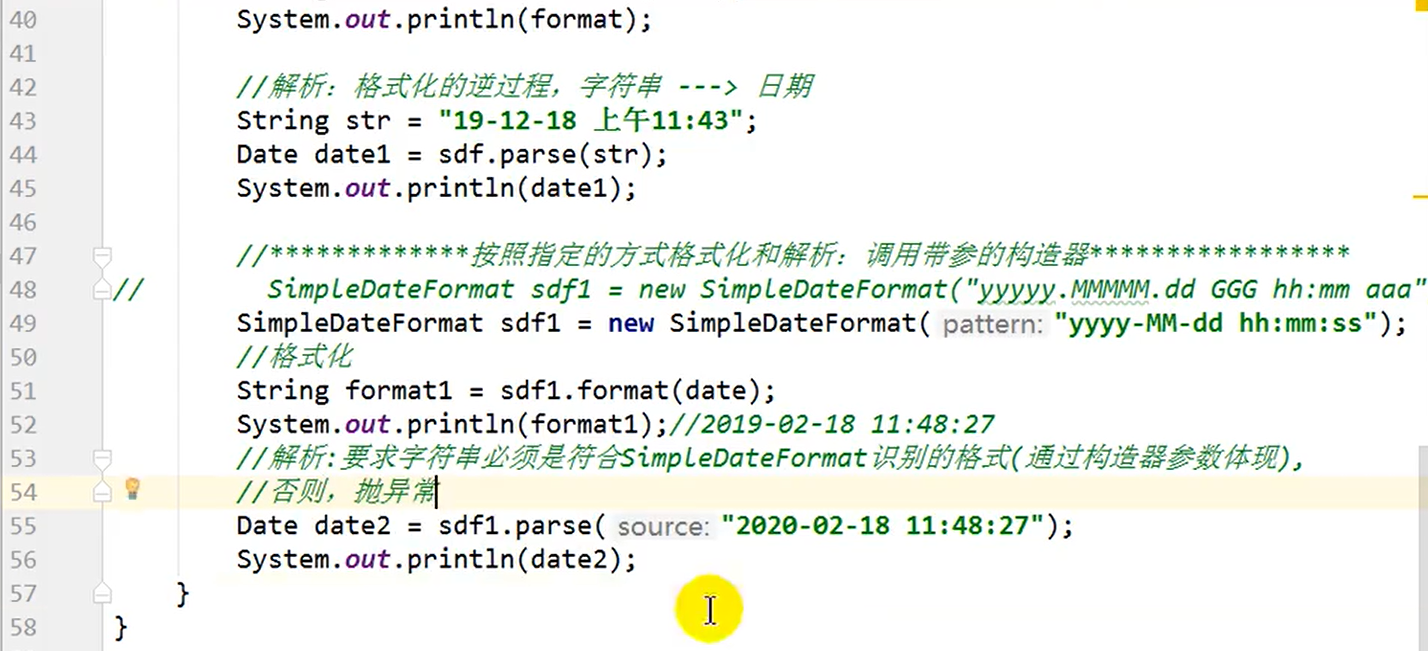 40 System.out.println(format);
41
42 //解析：格式化的逆过程，字符串 ---> 日期
43 String str = "19-12-18 上午11:43";
44 Date date1 = sdf.parse(str);
45 System.out.println(date1);
46
47 //*************按照指定的方式格式化和解析：调用带参的构造器*****************
48 // SimpleDateFormat sdf1 = new SimpleDateFormat("yyyyy.MMMMM.dd GGG hh:mm aaa"
49 SimpleDateFormat sdf1 = new SimpleDateFormat( pattern: "yyyy-MM-dd hh:mm:ss");
50 //格式化
51 String format1 = sdf1.format(date);
52 System.out.println(format1);//2019-02-18 11:48:27
53 //解析:要求字符串必须是符合SimpleDateFormat识别的格式(通过构造器参数体现),
54 //否则，抛异常
55 Date date2 = sdf1.parse( source: "2020-02-18 11:48:27");
56 System.out.println(date2);
57 }
58 }